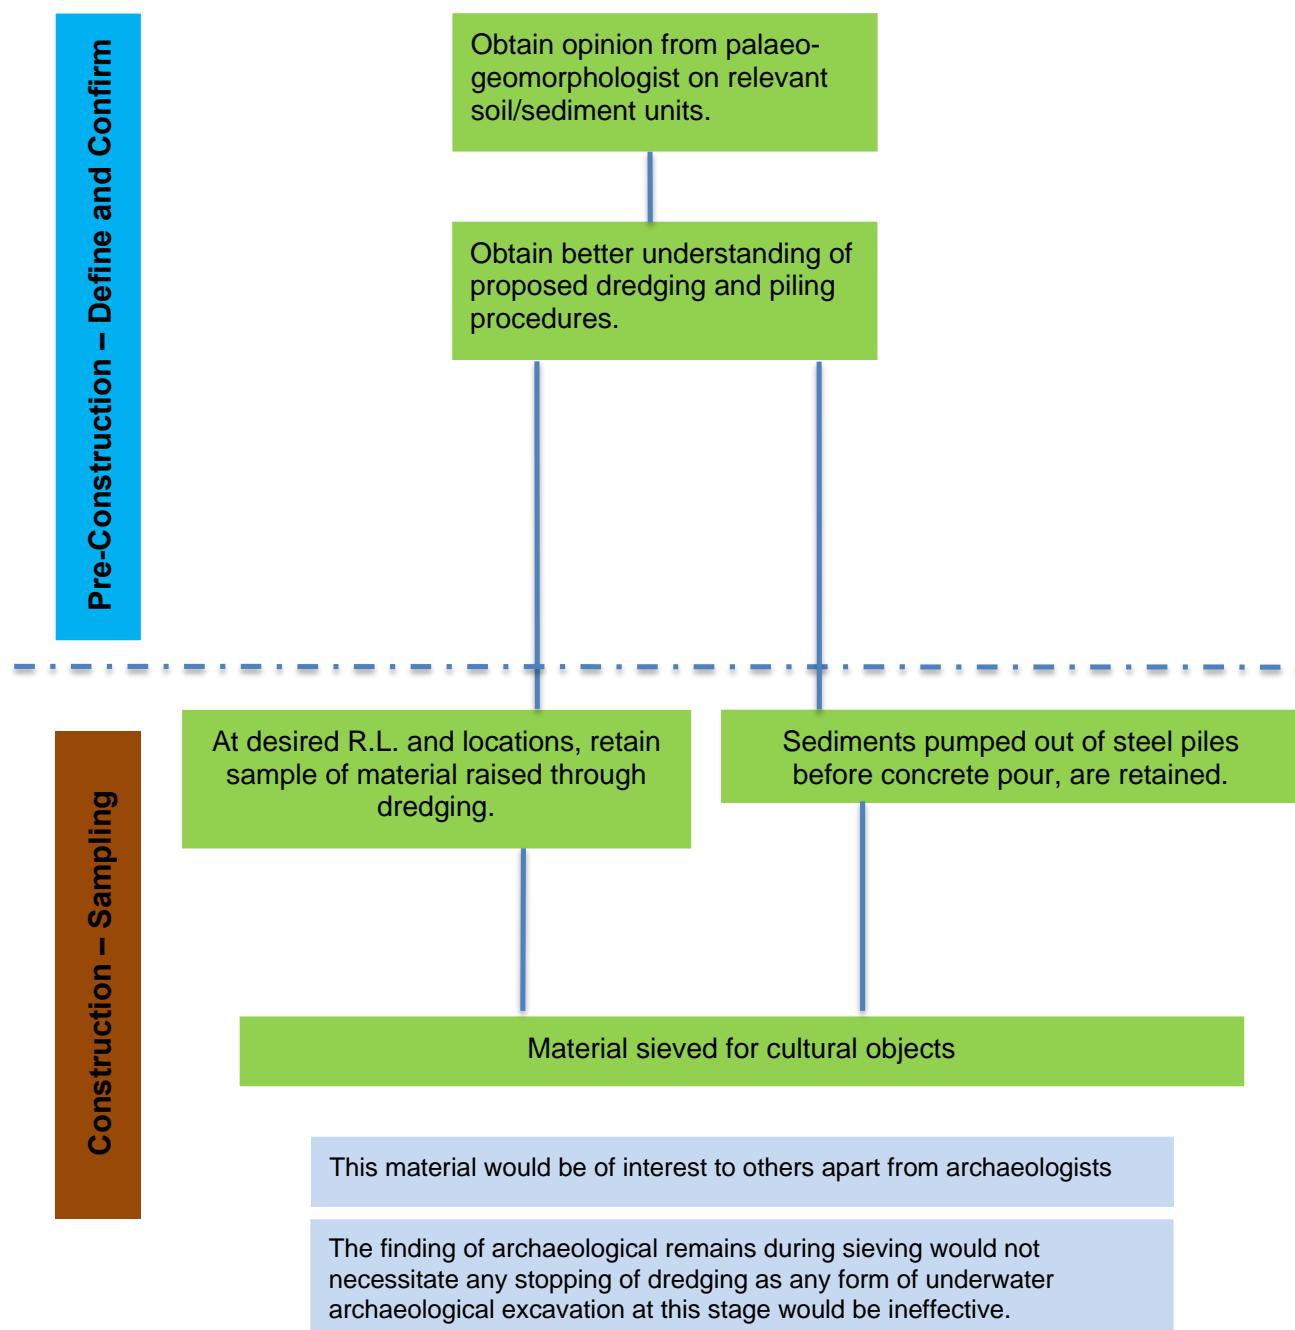 Pre-Construction – Define and Confirm
Obtain opinion from palaeo-
geomorphologist on relevant
soil/sediment units.
Obtain better understanding of
proposed dredging and piling
procedures.
Construction – Sampling
At desired R.L. and locations, retain
sample of material raised through
dredging.
Sediments pumped out of steel piles
before concrete pour, are retained.
Material sieved for cultural objects
This material would be of interest to others apart from archaeologists
The finding of archaeological remains during sieving would not
necessitate any stopping of dredging as any form of underwater
archaeological excavation at this stage would be ineffective.